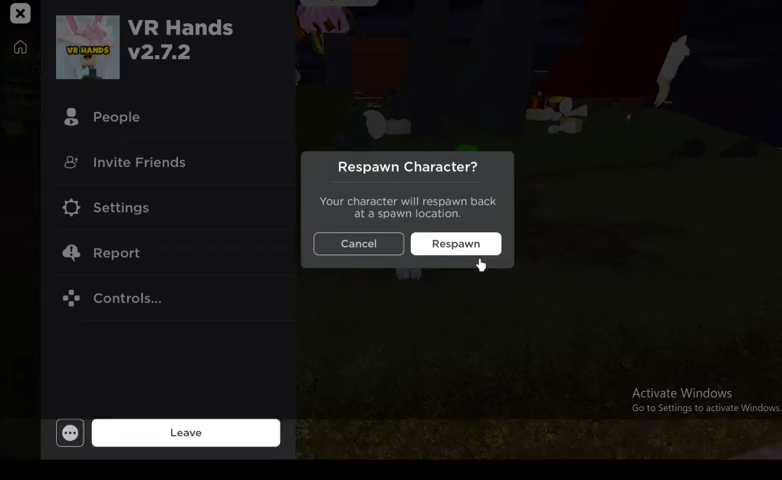 VR HANDS
VR Hands
v2.7.2
People
Invite Friends
Settings
Report
Controls...
Leave
Respawn Character?
Your character will respawn back
at a spawn location.
Cancel
Respawn
Activate Windows
Go to Settings to activate Windows.